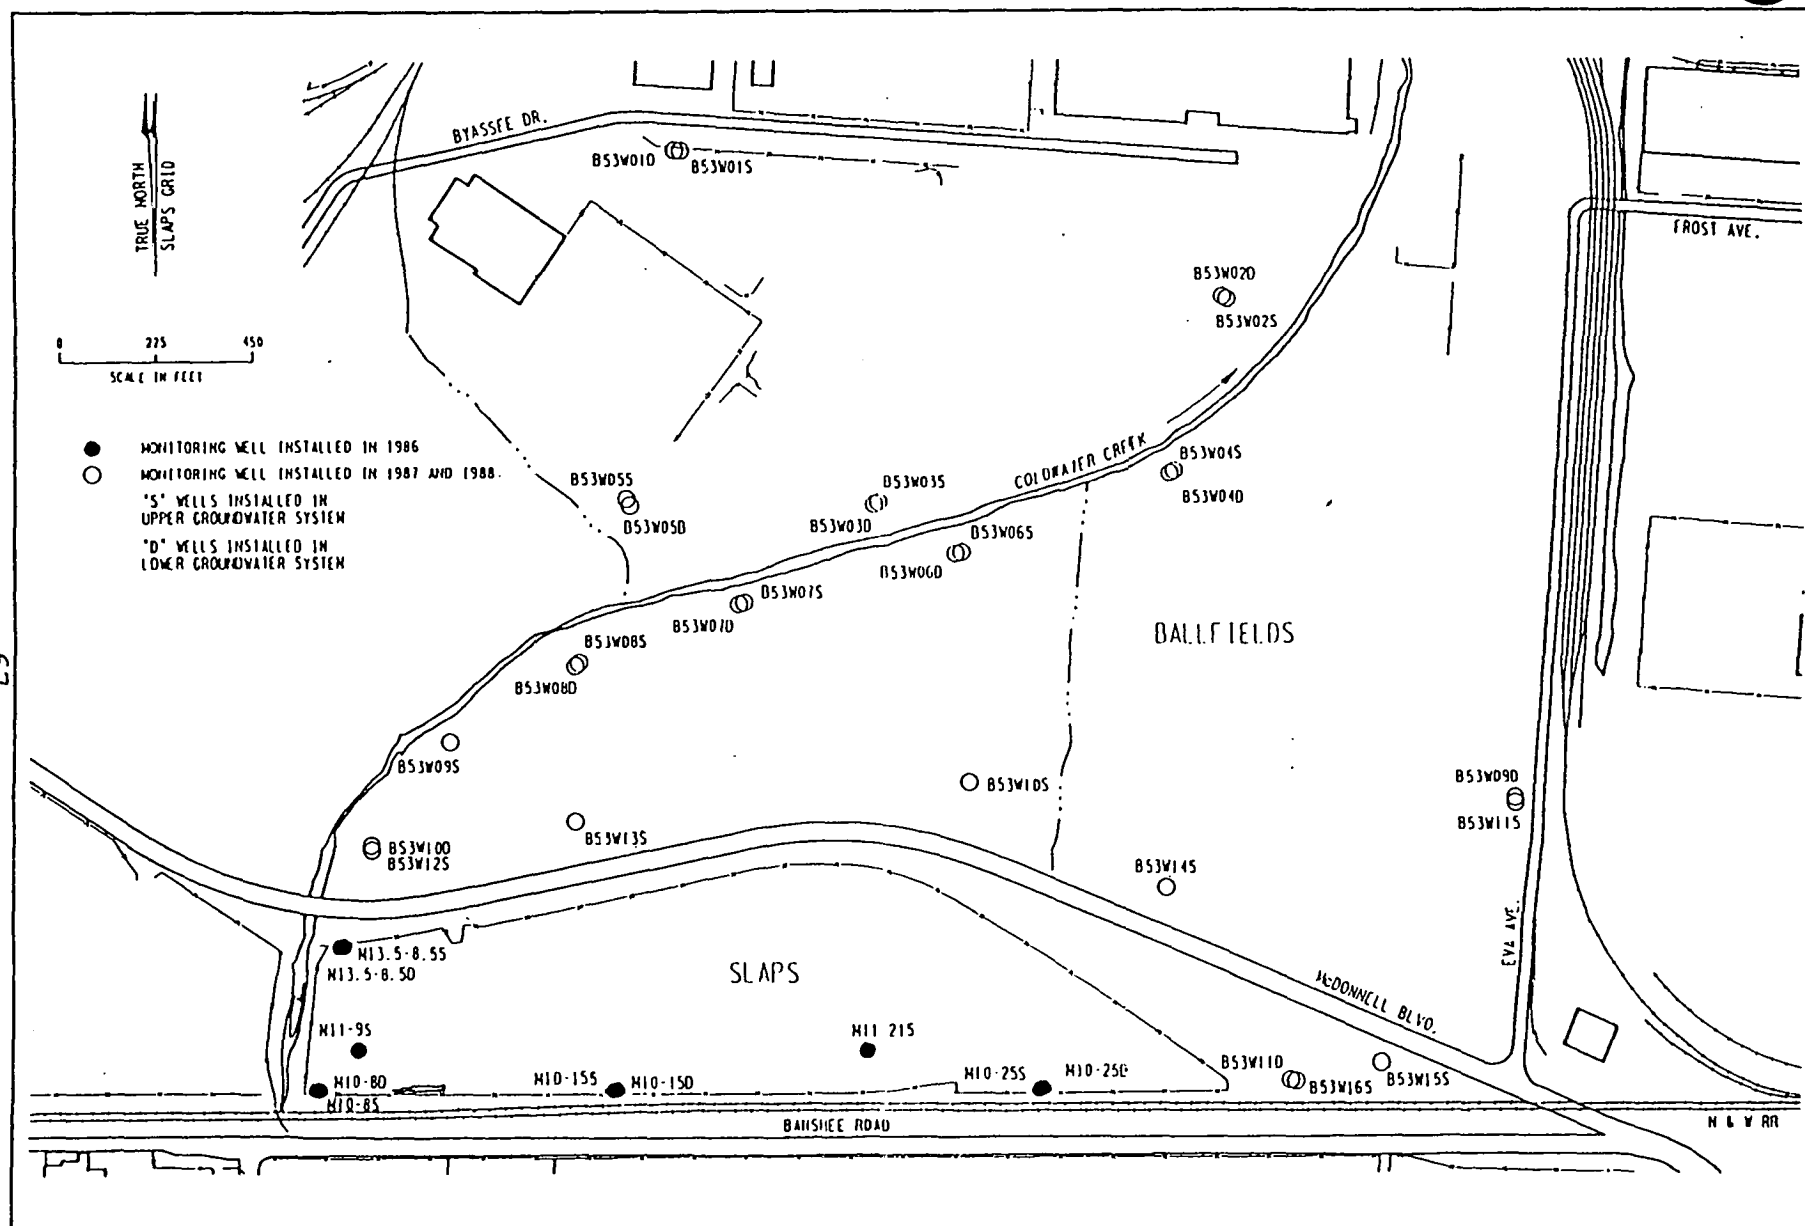 BYASSEE DR.
B53W01D
B53W01S
TRUE NORTH
SLAPS GRID
FROST AVE.
B53W02D
B53W02S
0 225 450
SCALE IN FEET
MONITORING WELL INSTALLED IN 1986
MONITORING WELL INSTALLED IN 1987 AND 1988.
"S" WELLS INSTALLED IN
UPPER GROUNDWATER SYSTEM
"D" WELLS INSTALLED IN
LOWER GROUNDWATER SYSTEM
COLDWATER CREEK
B53W04S
B53W04D
B53W05S
B53W05D
B53W03S
B53W03D
B53W06S
B53W06D
B53W07S
B53W07D
BALLFIELDS
B53W08S
B53W08D
B53W09S
B53W10S
B53W09D
B53W11S
B53W13S
B53W10D
B53W12S
B53W14S
EVA AVE.
M13.5-8.5S
M13.5-8.5D
SLAPS
McDONNELL BLVD.
M11-9S
M11-21S
B53W11D
B53W16S
B53W15S
M10-8D
M10-8S
M10-15S
M10-15D
M10-25S
M10-25D
BANSHEE ROAD
N & W RR